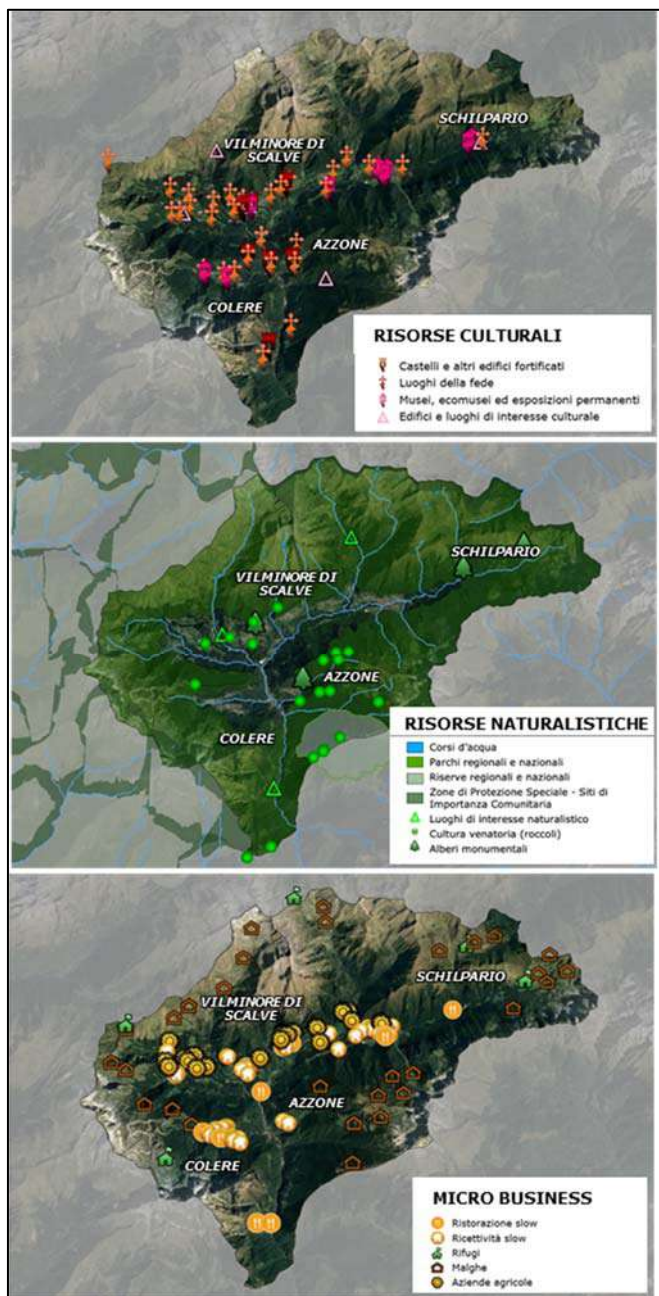 SCHILPARIO
VILMINORE DI
SCALVE
AZZONE
COLERE
RISORSE CULTURALI
Castelli e altri edifici fortificati
Luoghi della fede
Musei, ecomusei ed esposizioni permanenti
Edifici e luoghi di interesse culturale
SCHILPARIO
VILMINORE DI
SCALVE
AZZONE
COLERE
RISORSE NATURALISTICHE
Corsi d'acqua
Parchi regionali e nazionali
Riserve regionali e nazionali
Zone di Protezione Speciale - Siti di
Importanza Comunitaria
Luoghi di interesse naturalistico
Cultura venatoria (roccoli)
Alberi monumentali
SCHILPARIO
VILMINORE DI
SCALVE
AZZONE
COLERE
MICRO BUSINESS
Ristorazione slow
Ricettività slow
Rifugi
Malghe
Aziende agricole